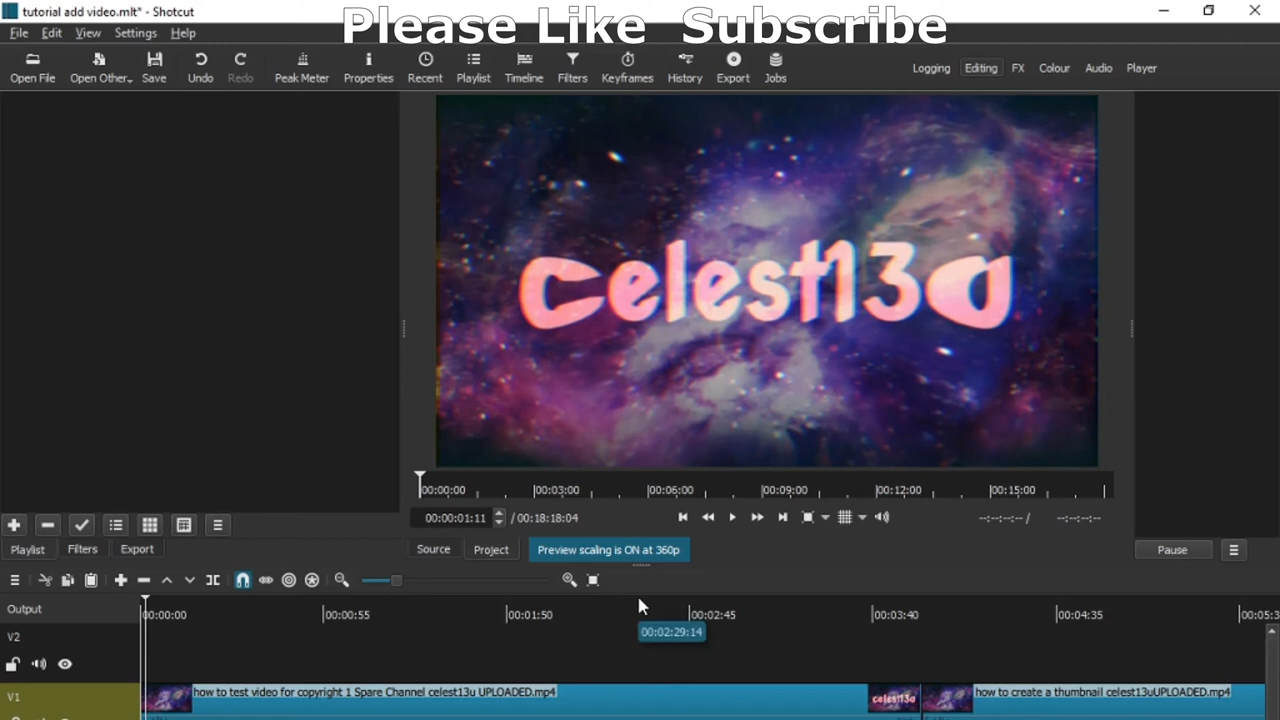 tutorial add video.mlt* - Shotcut
Please Like Subscribe
File Edit View Settings Help
Open File Open Other... Save Undo Redo Peak Meter Properties Recent Playlist Timeline Filters Keyframes History Export Jobs Logging Editing FX Colour Audio Player
celest13u
00:00:00 00:03:00 00:06:00 00:09:00 00:12:00 00:15:00
00:00:01:11 / 00:18:18:04 --:--:--:-- / --:--:--:--
Playlist Filters Export Source Project Preview scaling is ON at 360p Pause
Output 00:00:00 00:00:55 00:01:50 00:02:45 00:03:40 00:04:35 00:05:3
00:02:29:14
V2
V1 how to test video for copyright 1 Spare Channel celest13u UPLOADED.mp4 celest13u how to create a thumbnail celest13uUPLOADED.mp4